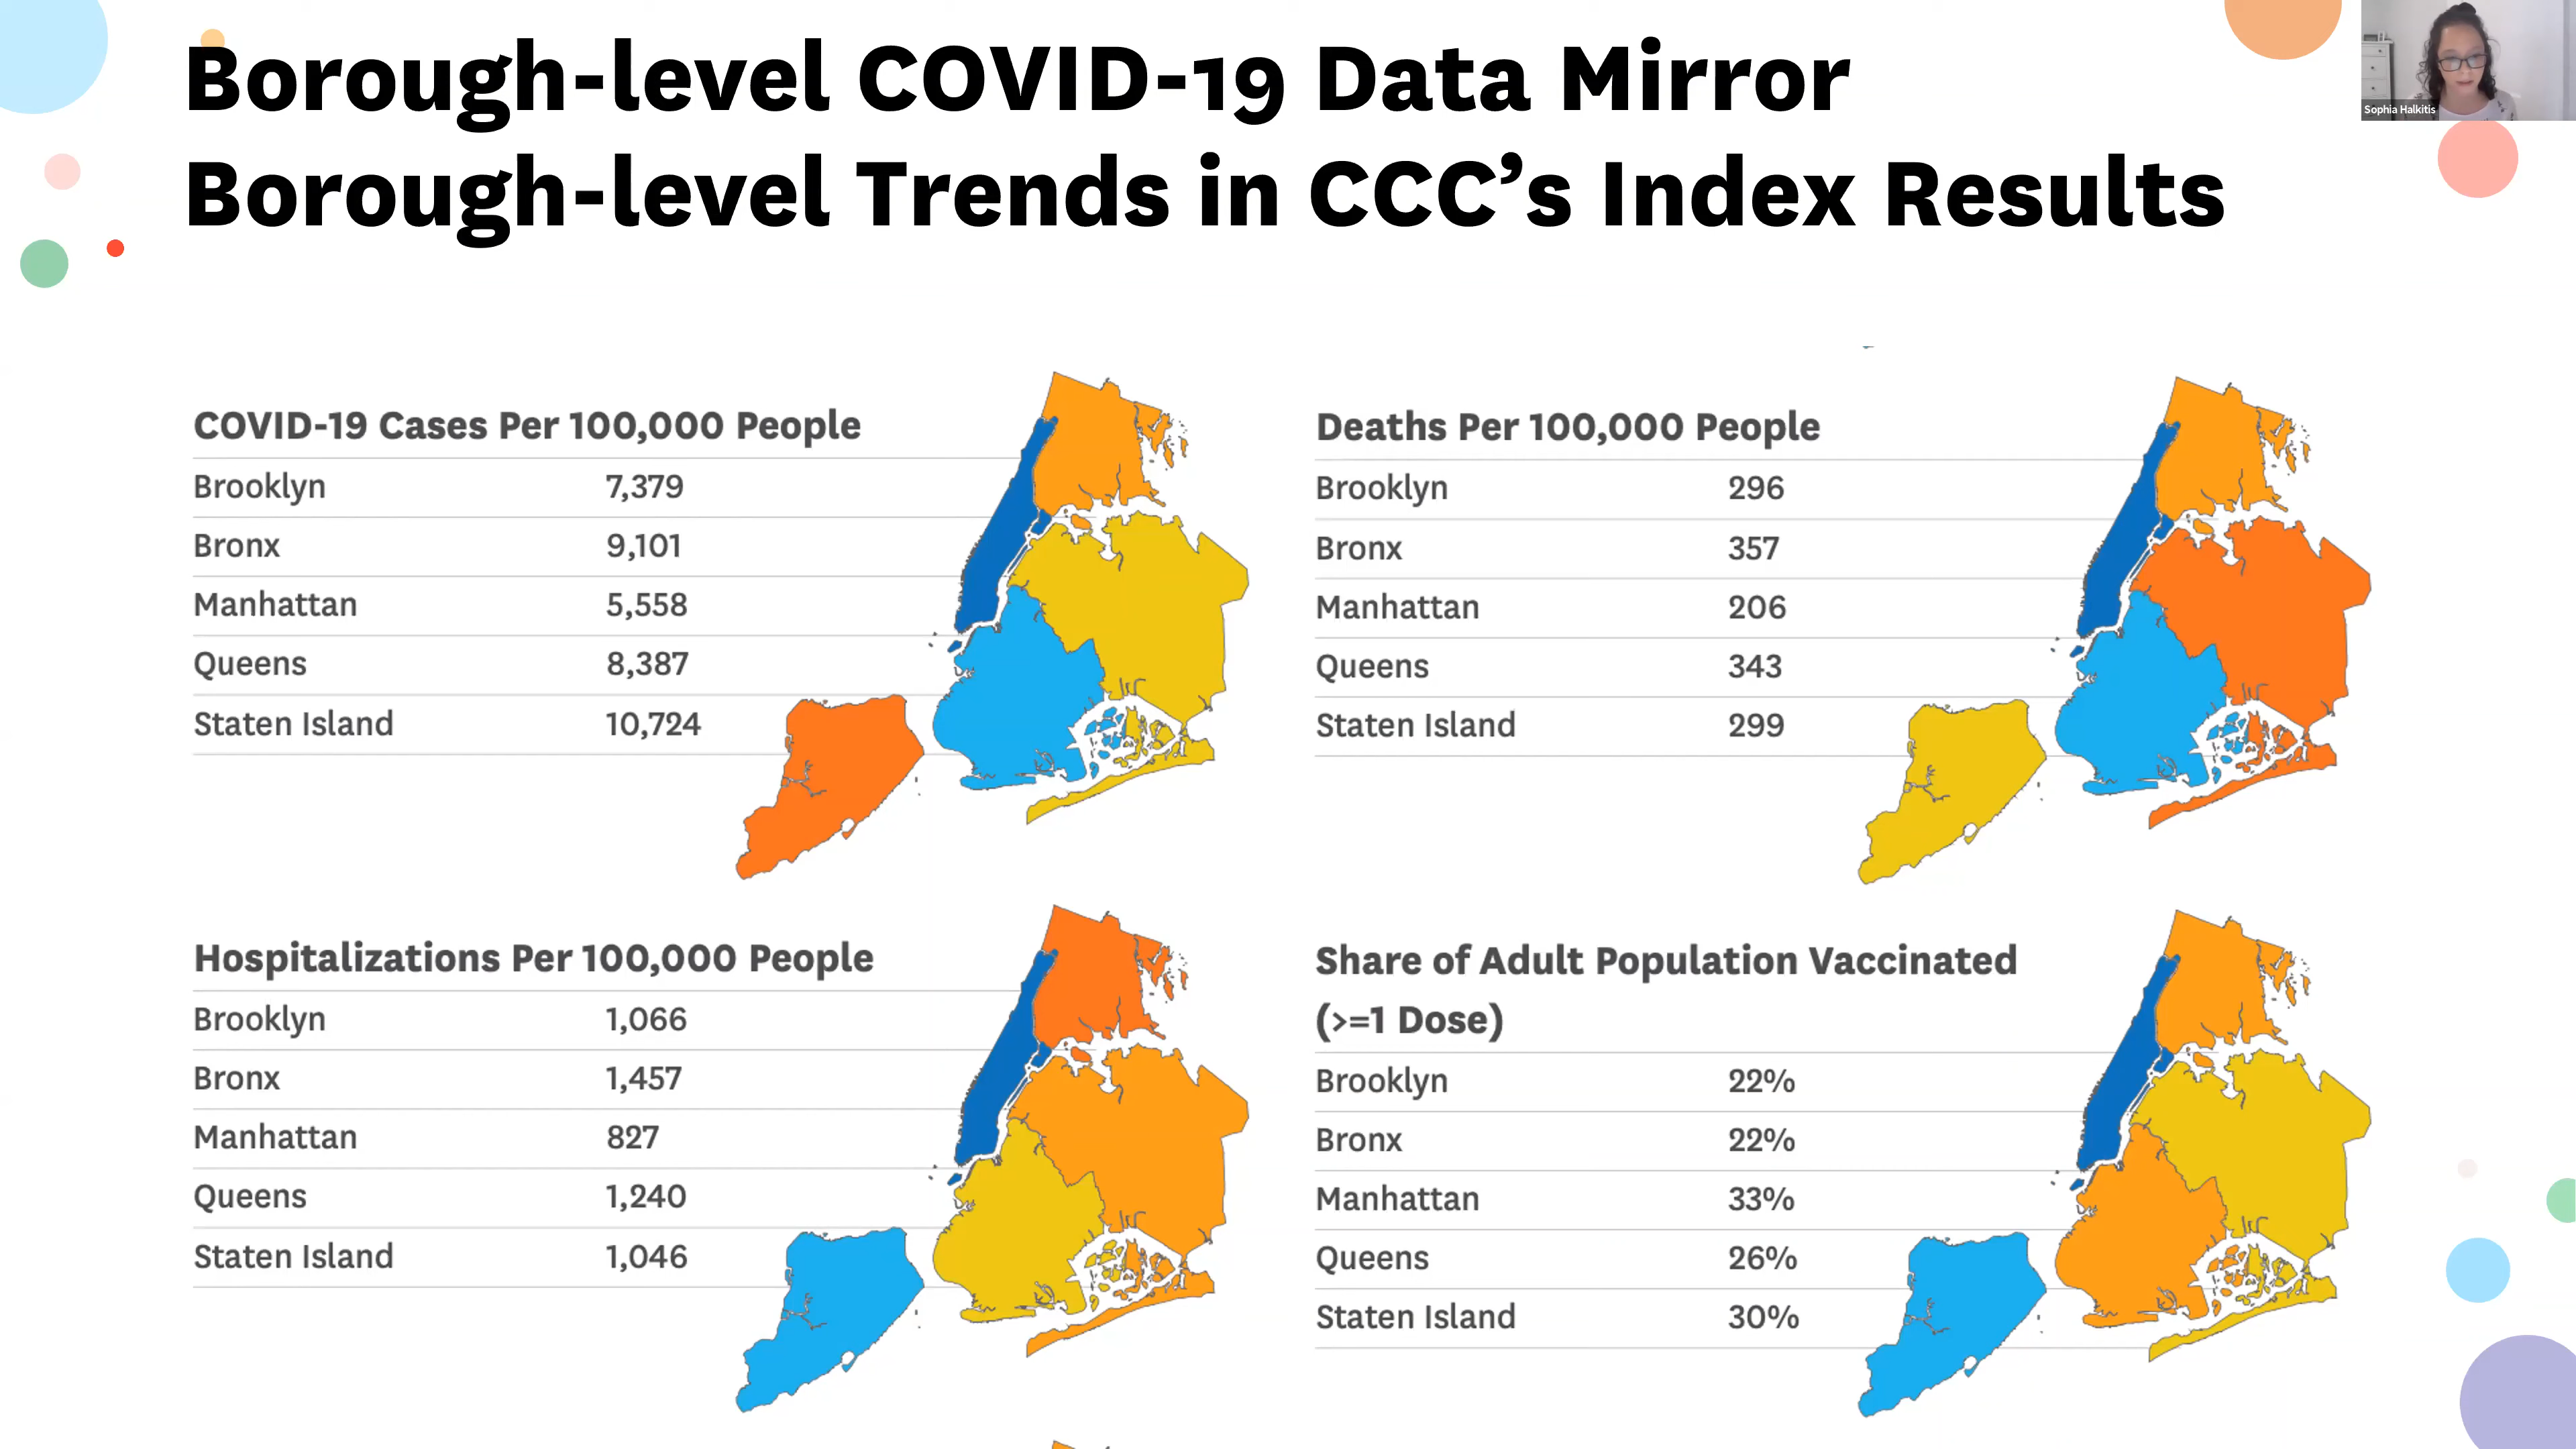 Borough-level COVID-19 Data Mirror
Borough-level Trends in CCC’s Index Results
Sophia Halkitis
COVID-19 Cases Per 100,000 People
Brooklyn 7,379
Bronx 9,101
Manhattan 5,558
Queens 8,387
Staten Island 10,724
Deaths Per 100,000 People
Brooklyn 296
Bronx 357
Manhattan 206
Queens 343
Staten Island 299
Hospitalizations Per 100,000 People
Brooklyn 1,066
Bronx 1,457
Manhattan 827
Queens 1,240
Staten Island 1,046
Share of Adult Population Vaccinated
(>=1 Dose)
Brooklyn 22%
Bronx 22%
Manhattan 33%
Queens 26%
Staten Island 30%